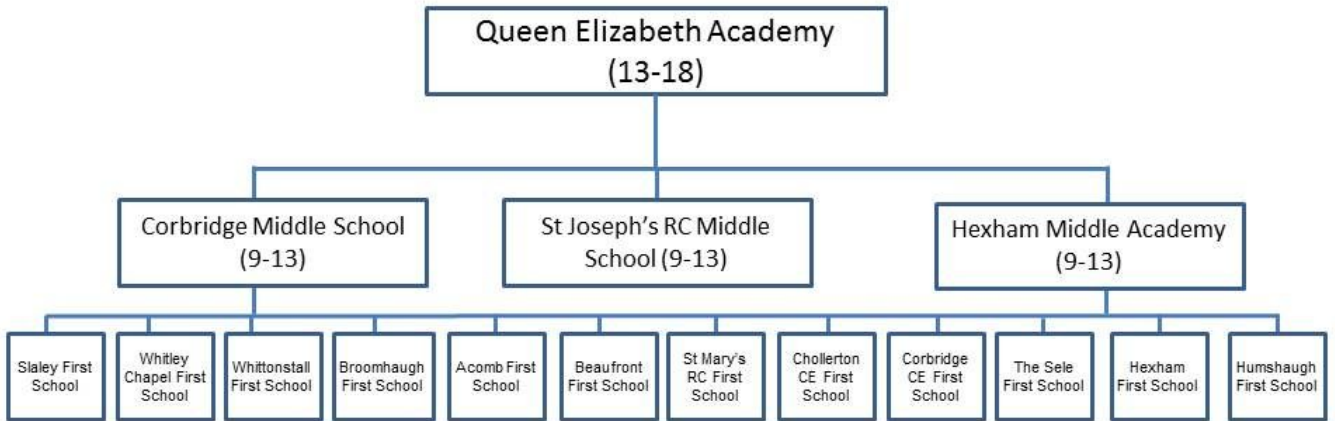 Queen Elizabeth Academy
(13-18)
Corbridge Middle School
(9-13)
St Joseph's RC Middle
School (9-13)
Hexham Middle Academy
(9-13)
Slaley First
School
Whitley
Chapel First
School
Whittonstall
First School
Broomhaugh
First School
Acomb First
School
Beaufront
First School
St Mary's
RC First
School
Chollerton
CE First
School
Corbridge
CE First
School
The Sele
First School
Hexham
First School
Humshaugh
First School